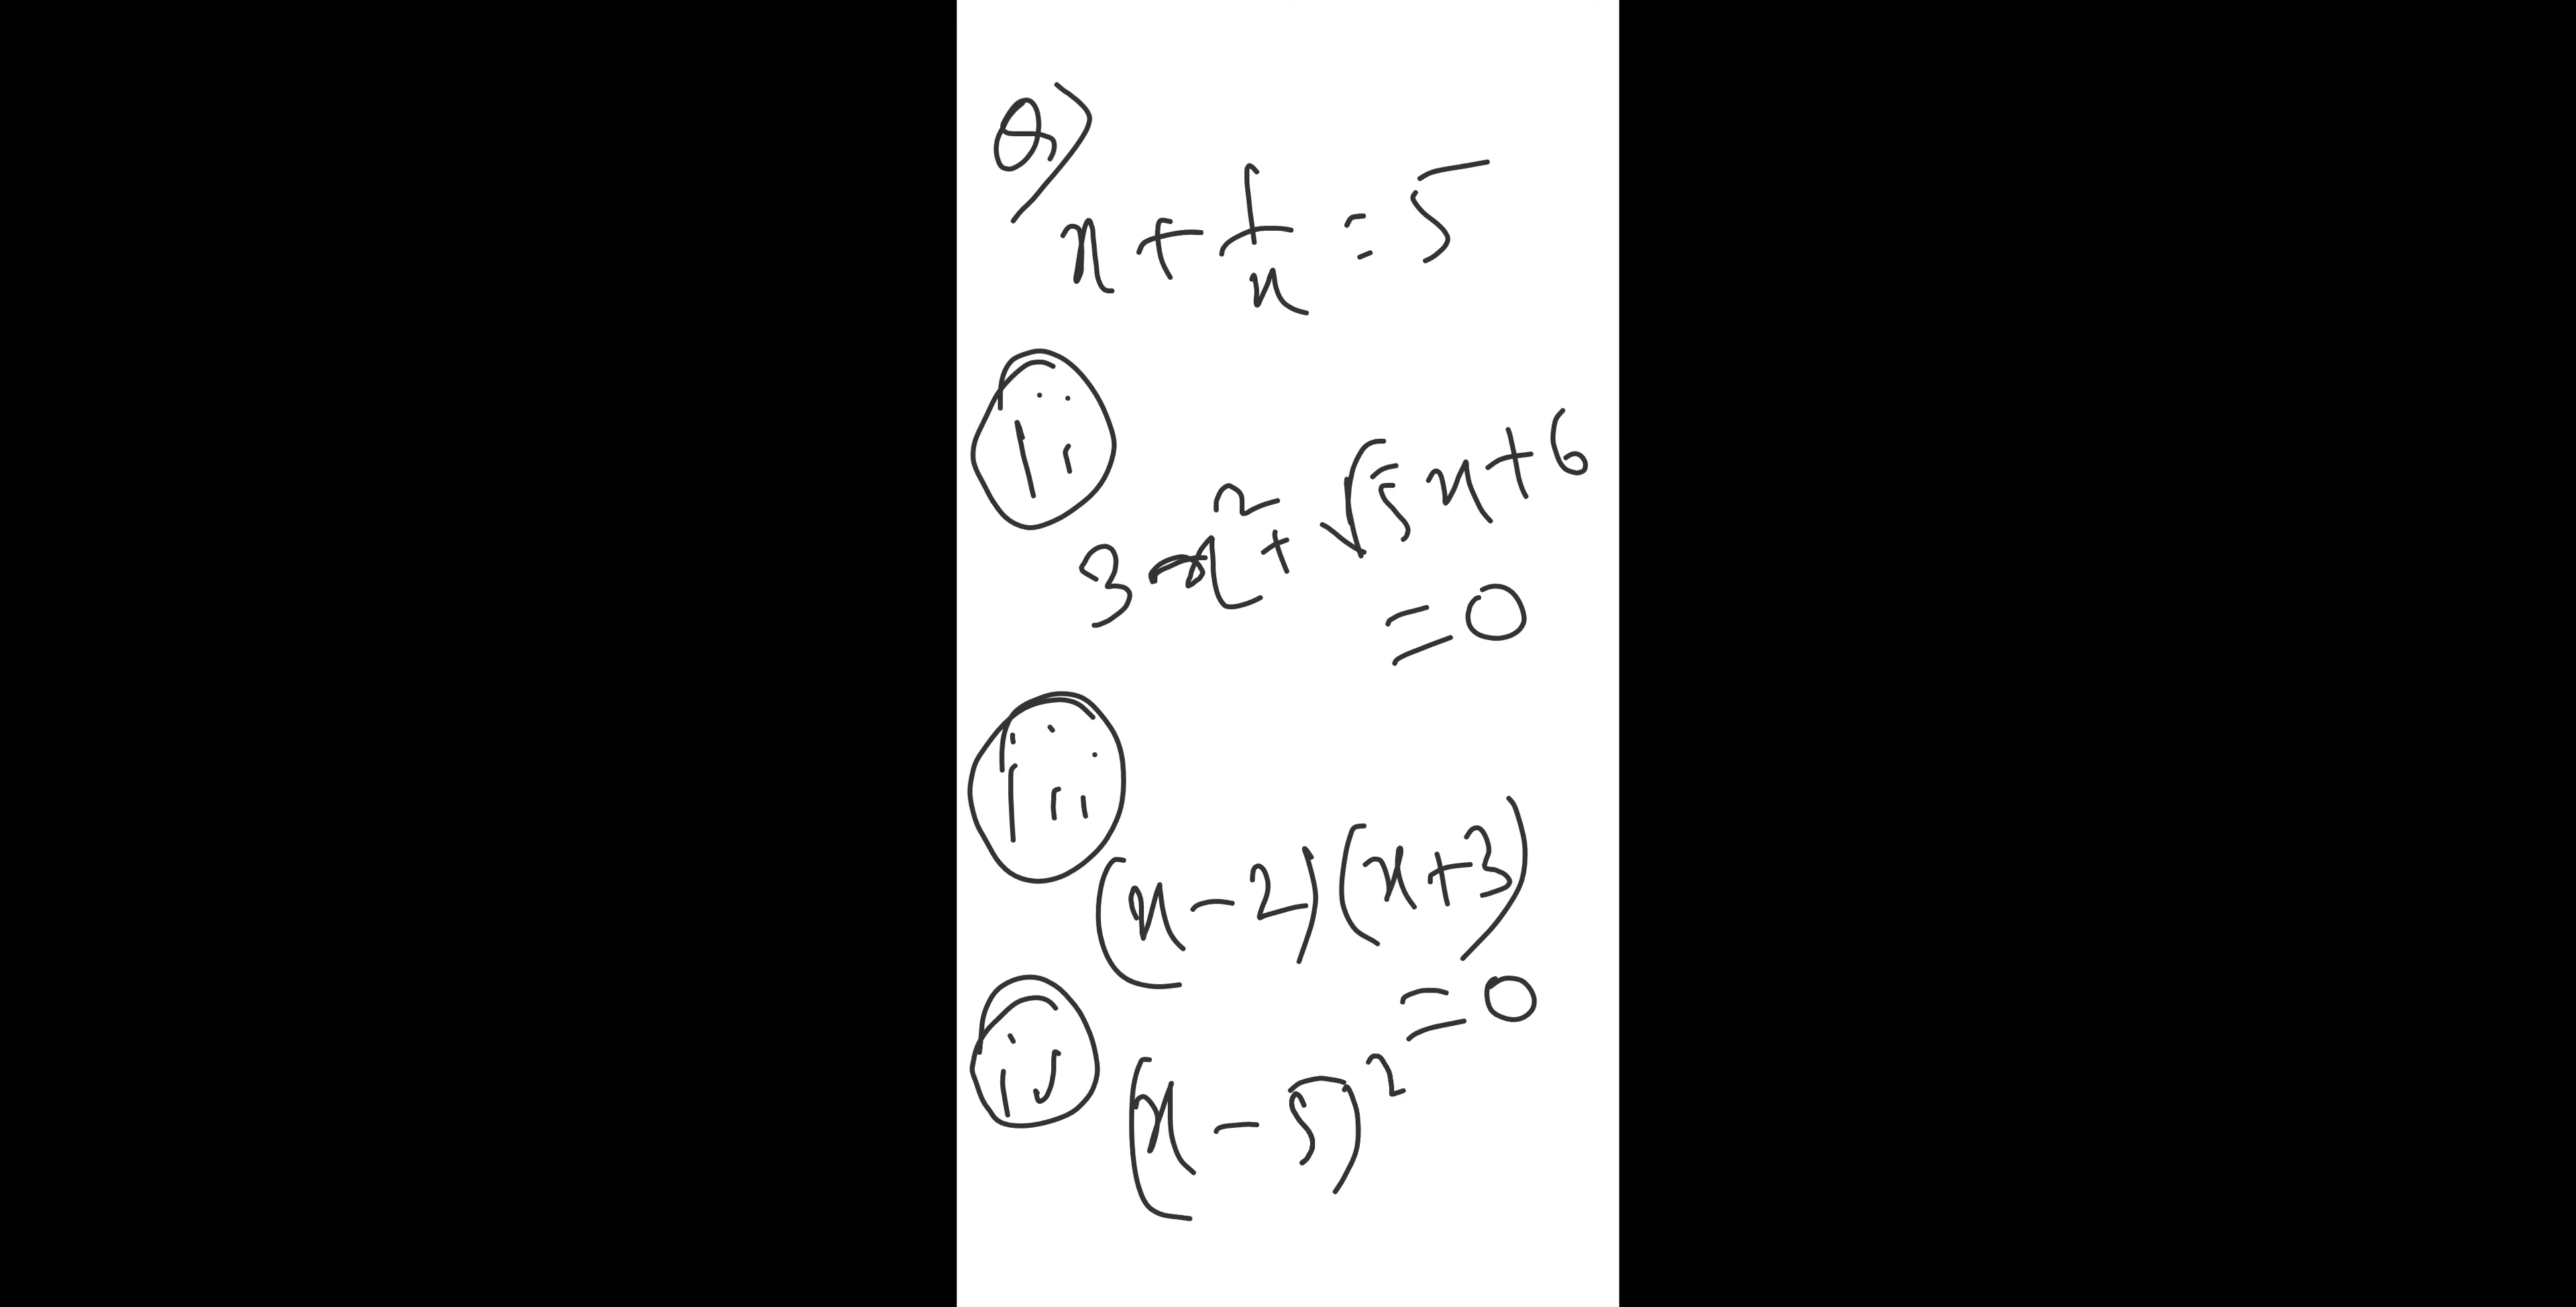 Q)
x + 1/x = 5
ii
3x² + √5 x + 6
= 0
iii
(x - 2)(x + 3)
= 0
iv
(x - 5)²